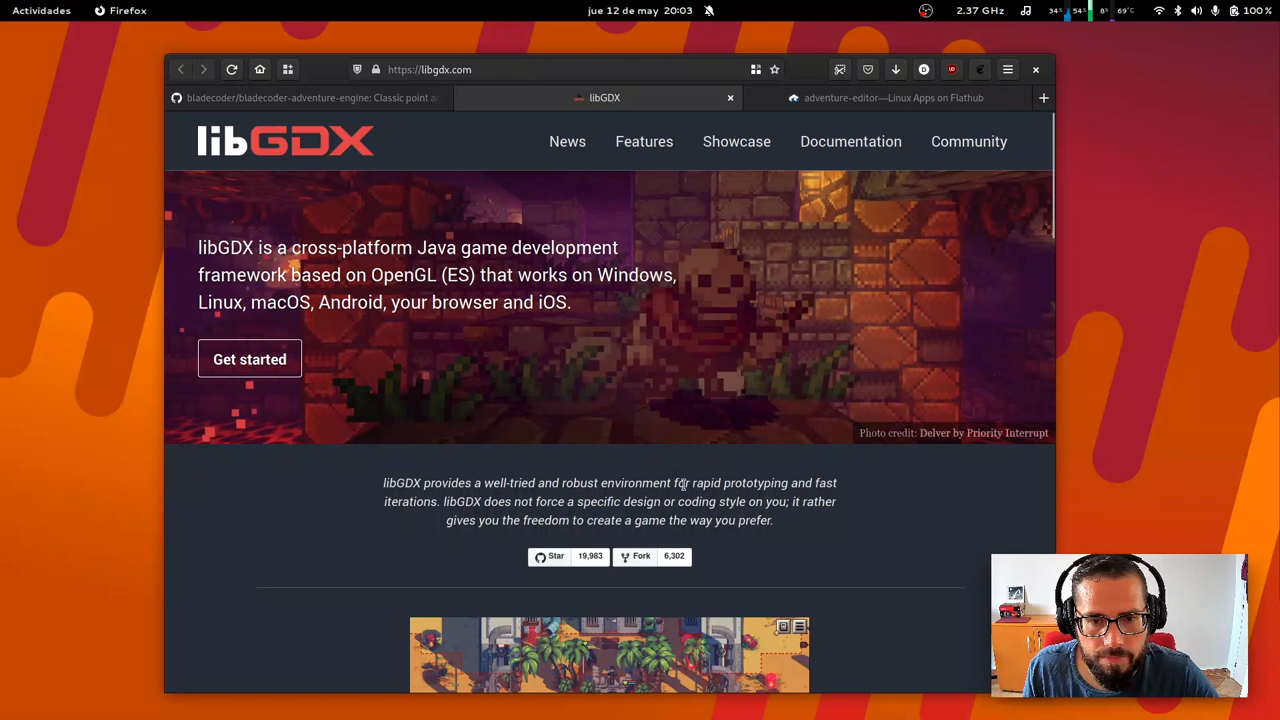 Actividades
Firefox
jue 12 de may 20:03
2.37 GHz
34%
54%
8%
69°C
100 %
https://libgdx.com
bladecoder/bladecoder-adventure-engine: Classic point an
libGDX
adventure-editor—Linux Apps on Flathub
libGDX
News
Features
Showcase
Documentation
Community
libGDX is a cross-platform Java game development
framework based on OpenGL (ES) that works on Windows,
Linux, macOS, Android, your browser and iOS.
Get started
Photo credit: Delver by Priority Interrupt
libGDX provides a well-tried and robust environment for rapid prototyping and fast
iterations. libGDX does not force a specific design or coding style on you; it rather
gives you the freedom to create a game the way you prefer.
Star 19,983 Fork 6,302